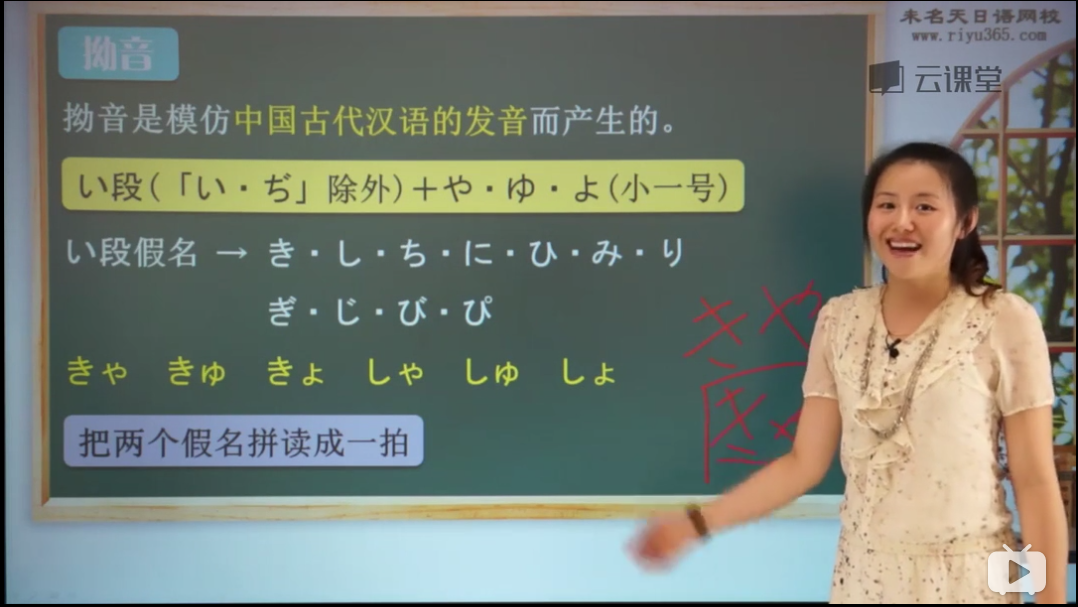 拗音
拗音是模仿中国古代汉语的发音而产生的。
い段(「い・ぢ」除外)＋や・ゆ・よ(小一号)
い段假名 → き・し・ち・に・ひ・み・り
ぎ・じ・び・ぴ
きゃ きゅ きょ しゃ しゅ しょ
把两个假名拼读成一拍
きや
未名天日语网校
www.riyu365.com
云课堂